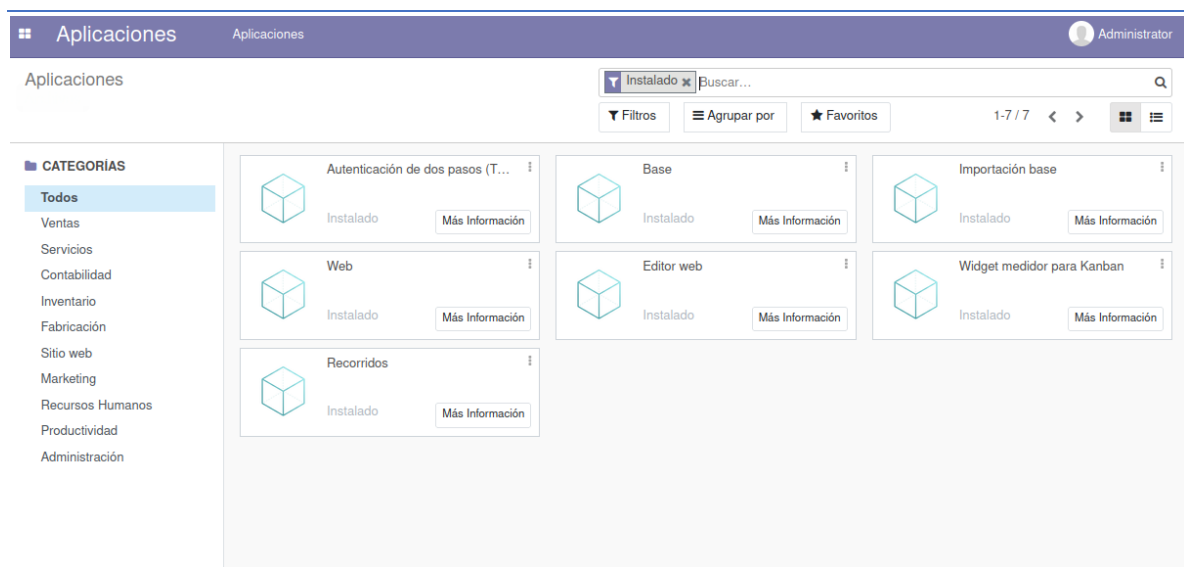 Aplicaciones Aplicaciones Administrator
Aplicaciones
Instalado Buscar...
Filtros Agrupar por Favoritos 1-7 / 7
CATEGORÍAS
Todos
Ventas
Servicios
Contabilidad
Inventario
Fabricación
Sitio web
Marketing
Recursos Humanos
Productividad
Administración
Autenticación de dos pasos (T...
Instalado Más Información
Base
Instalado Más Información
Importación base
Instalado Más Información
Web
Instalado Más Información
Editor web
Instalado Más Información
Widget medidor para Kanban
Instalado Más Información
Recorridos
Instalado Más Información